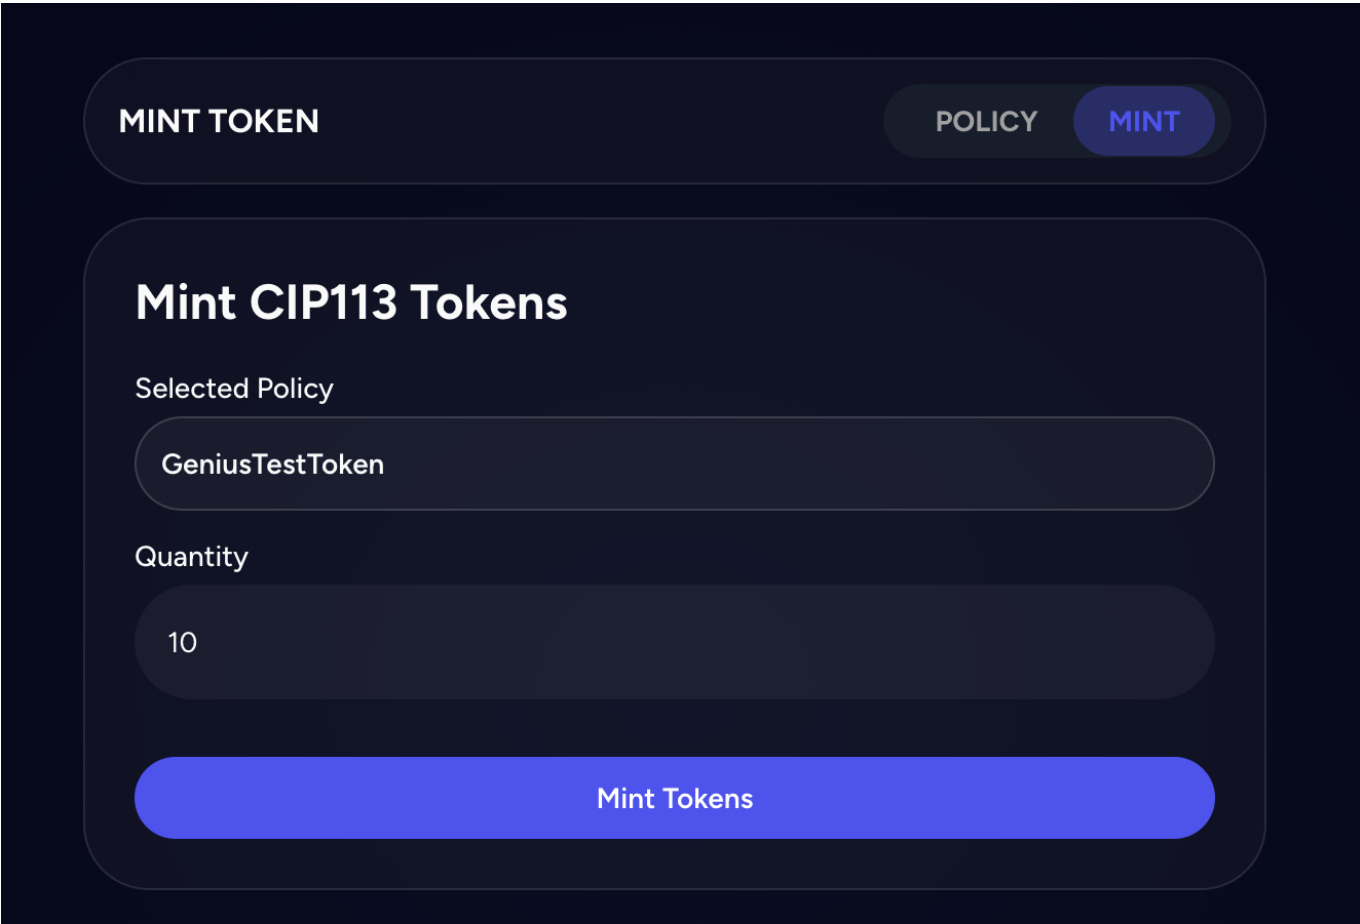 MINT TOKEN
POLICY
MINT
Mint CIP113 Tokens
Selected Policy
GeniusTestToken
Quantity
10
Mint Tokens